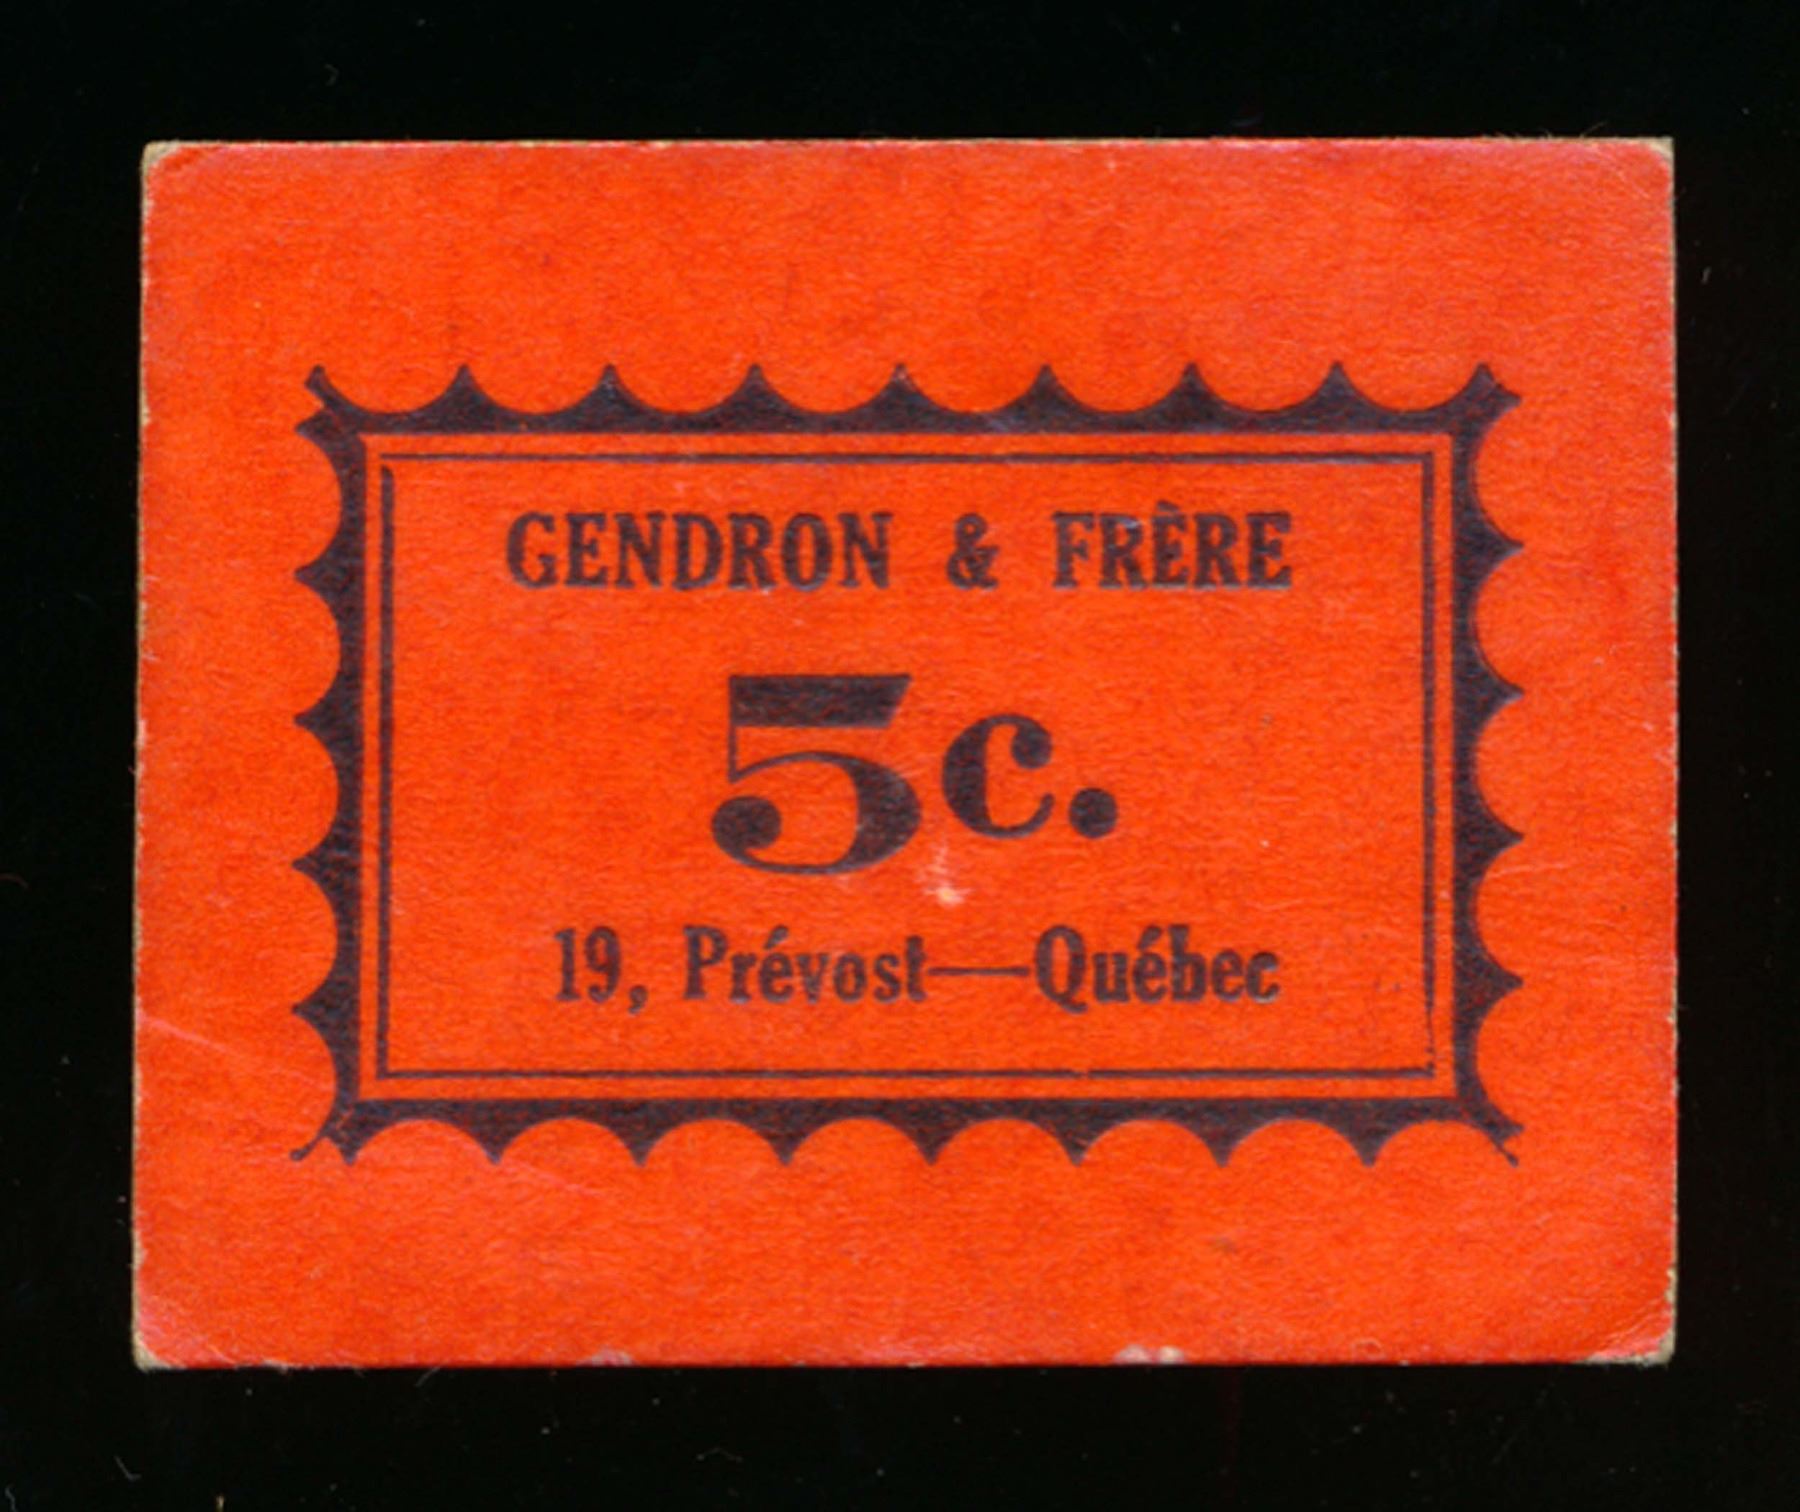 GENDRON & FRÈRE
5c.
19, Prévost—Québec